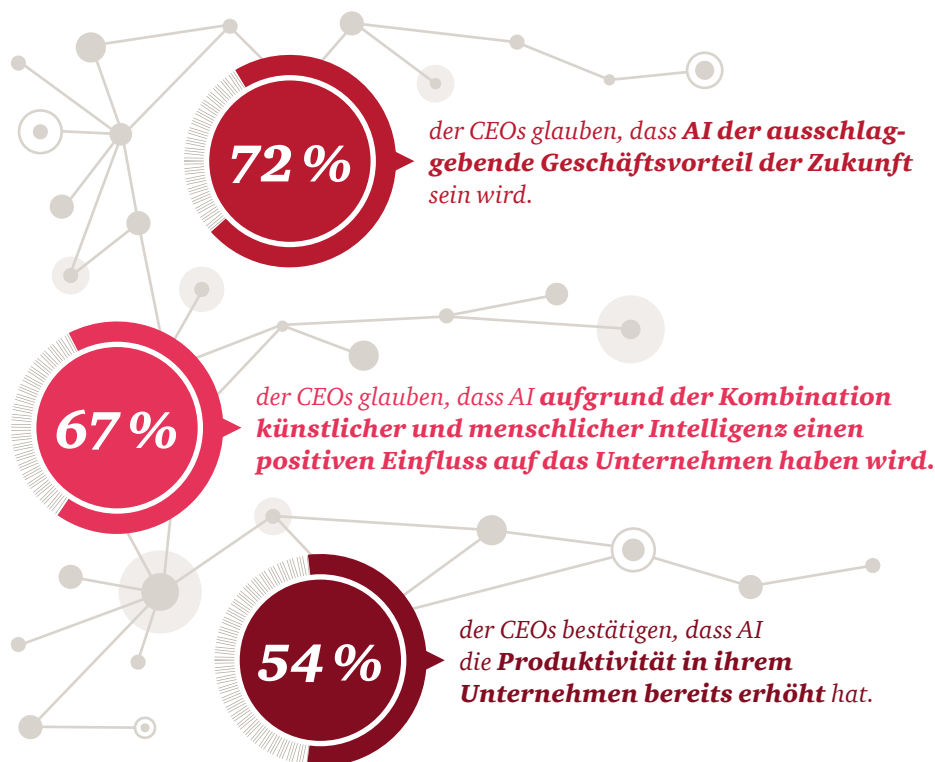 72 %
der CEOs glauben, dass AI der ausschlag-
gebende Geschäftsvorteil der Zukunft
sein wird.
67 %
der CEOs glauben, dass AI aufgrund der Kombination
künstlicher und menschlicher Intelligenz einen
positiven Einfluss auf das Unternehmen haben wird.
54 %
der CEOs bestätigen, dass AI
die Produktivität in ihrem
Unternehmen bereits erhöht hat.